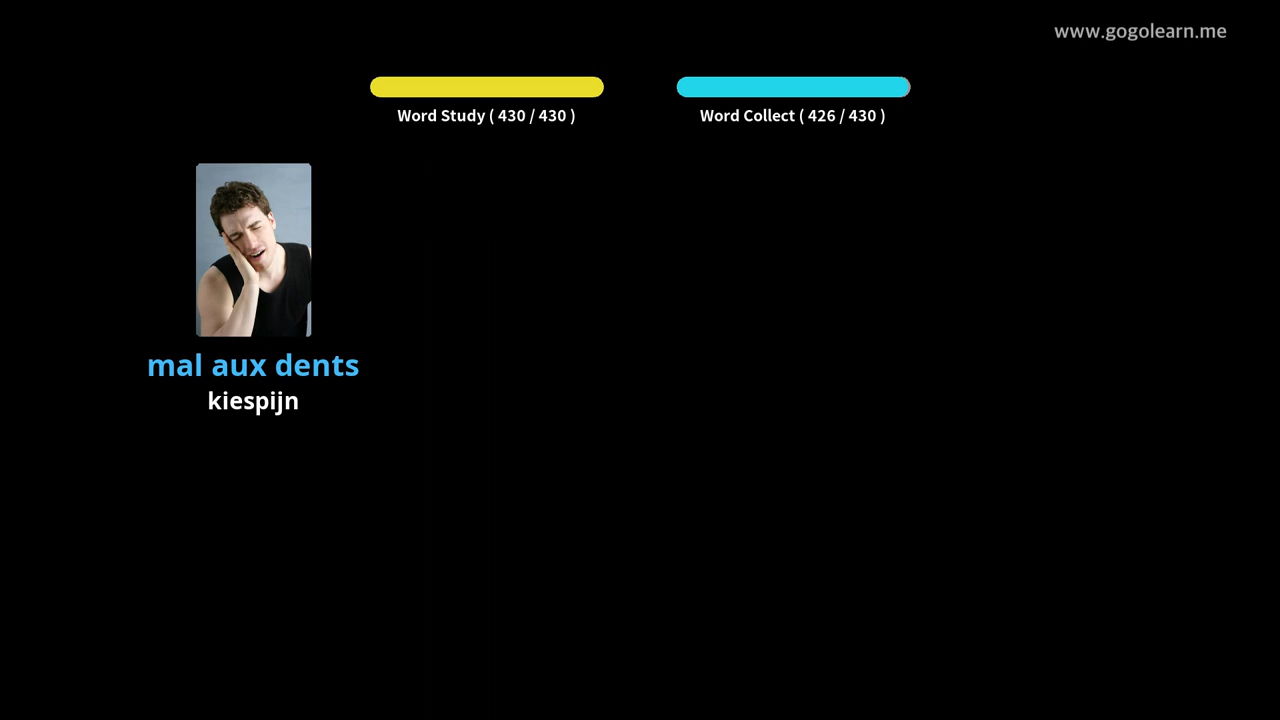 www.gogolearn.me
Word Study ( 430 / 430 )
Word Collect ( 426 / 430 )
mal aux dents
kiespijn